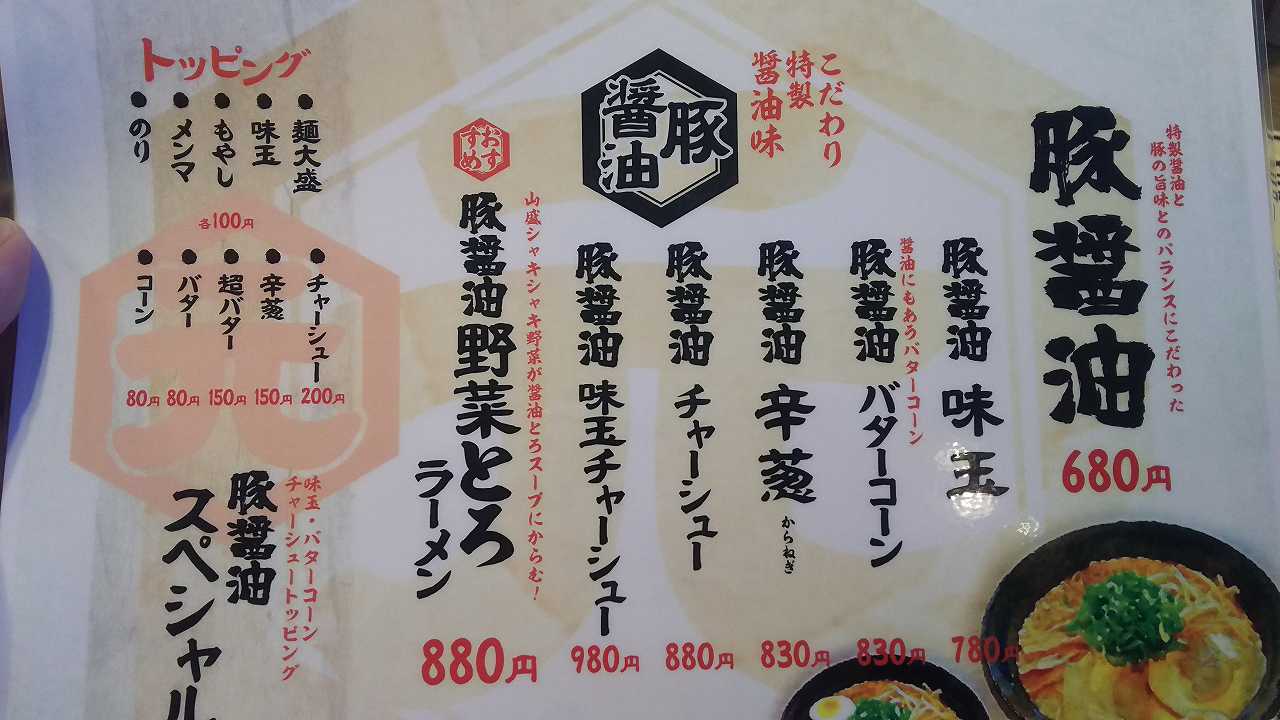 豚醤油
特製醤油と
豚の旨味とのバランスにこだわった
680円
こだわり
特製
醤油味
豚
醤油
豚醤油 味玉
780円
豚醤油 バターコーン
醤油にもあうバターコーン
830円
豚醤油 辛葱
からねぎ
830円
豚醤油 チャーシュー
880円
豚醤油 味玉チャーシュー
980円
おすすめ
山盛シャキシャキ野菜が醤油とろスープにからむ!
豚醤油野菜とろ
ラーメン
880円
トッピング
●麺大盛
●味玉
●もやし
●メンマ
●のり
各100円
●チャーシュー
200円
●辛葱
150円
●超バター
150円
●バター
80円
●コーン
80円
味玉・バターコーン
チャーシュートッピング
豚醤油
スペシャル